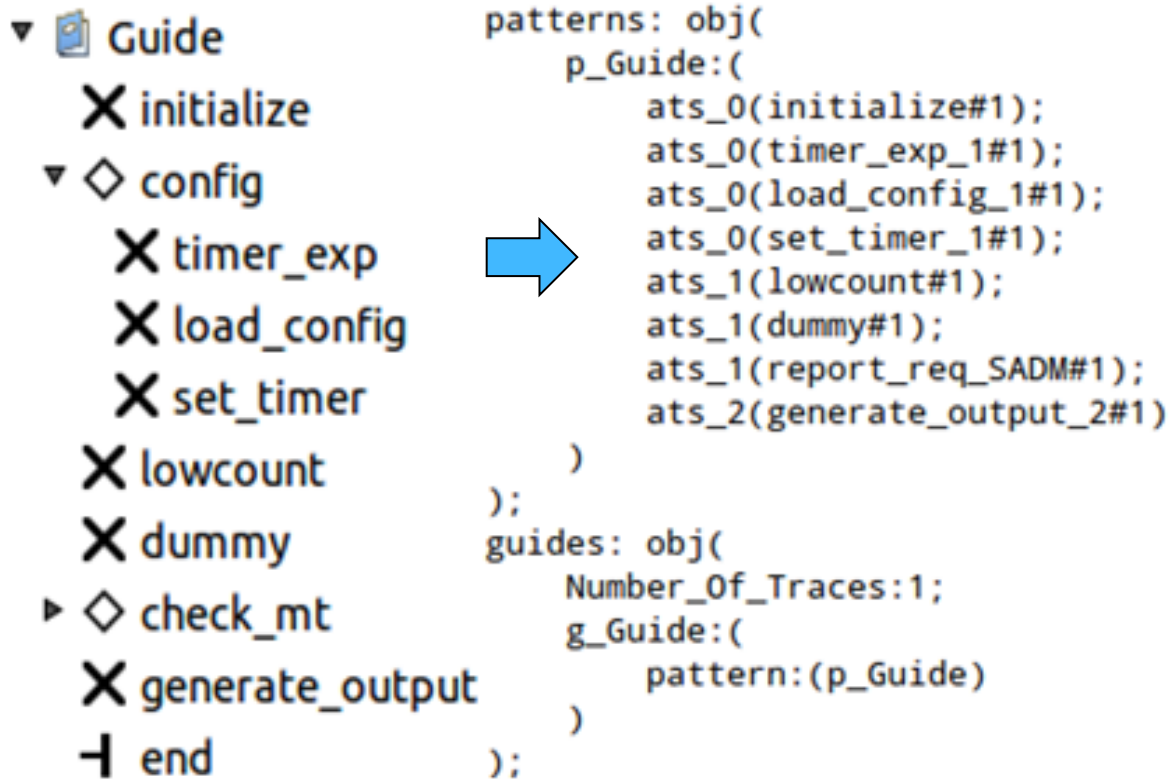 Guide
initialize
config
timer_exp
load_config
set_timer
lowcount
dummy
check_mt
generate_output
end
patterns: obj(
p_Guide:(
ats_0(initialize#1);
ats_0(timer_exp_1#1);
ats_0(load_config_1#1);
ats_0(set_timer_1#1);
ats_1(lowcount#1);
ats_1(dummy#1);
ats_1(report_req_SADM#1);
ats_2(generate_output_2#1)
)
);
guides: obj(
Number_Of_Traces:1;
g_Guide:(
pattern:(p_Guide)
)
);